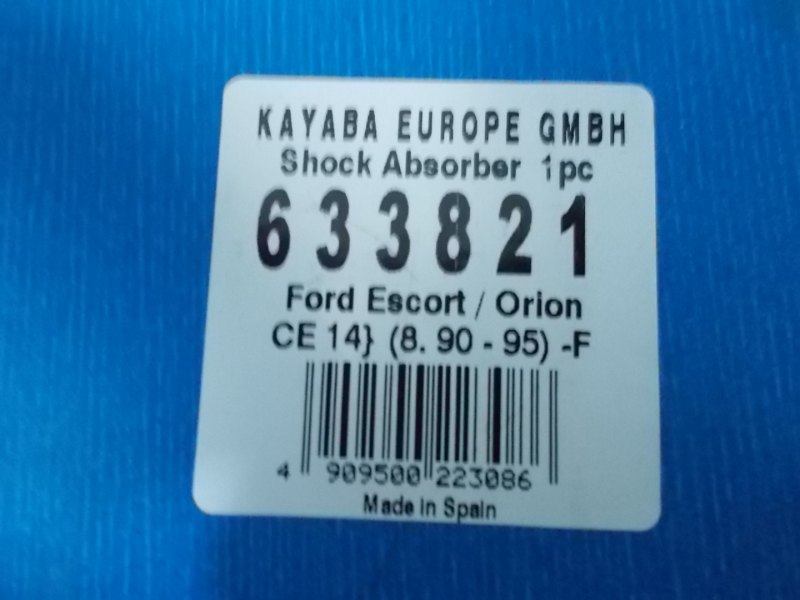 KAYABA EUROPE GMBH
Shock Absorber 1pc
633821
Ford Escort / Orion
CE 14} (8. 90 - 95) -F
4 909500 223086
Made in Spain